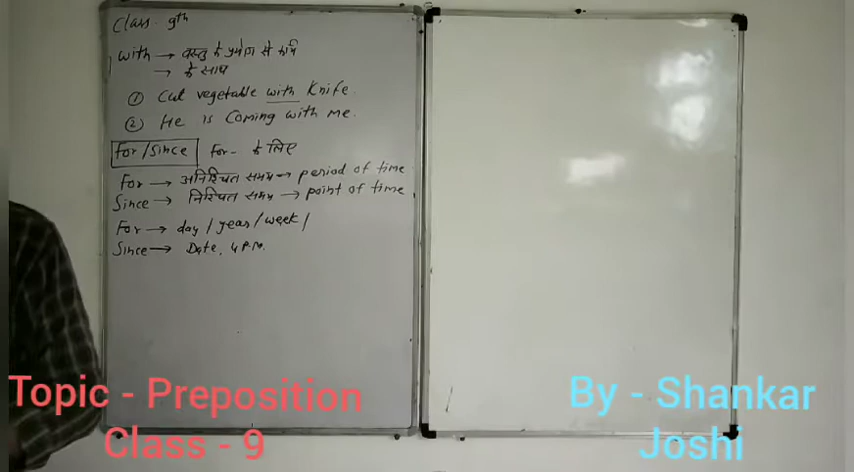 Class. 9th
With → वस्तु के प्रयोग से
→ के साथ
① Cut vegetable with Knife.
② He is Coming with me.
For/Since For- के लिए
For → अनिश्चित समय → period of time
Since → निश्चित समय → point of time
For → day / year / week /
Since → Date, 4 P.M.
Topic - Preposition
Class - 9
By - Shankar
Joshi